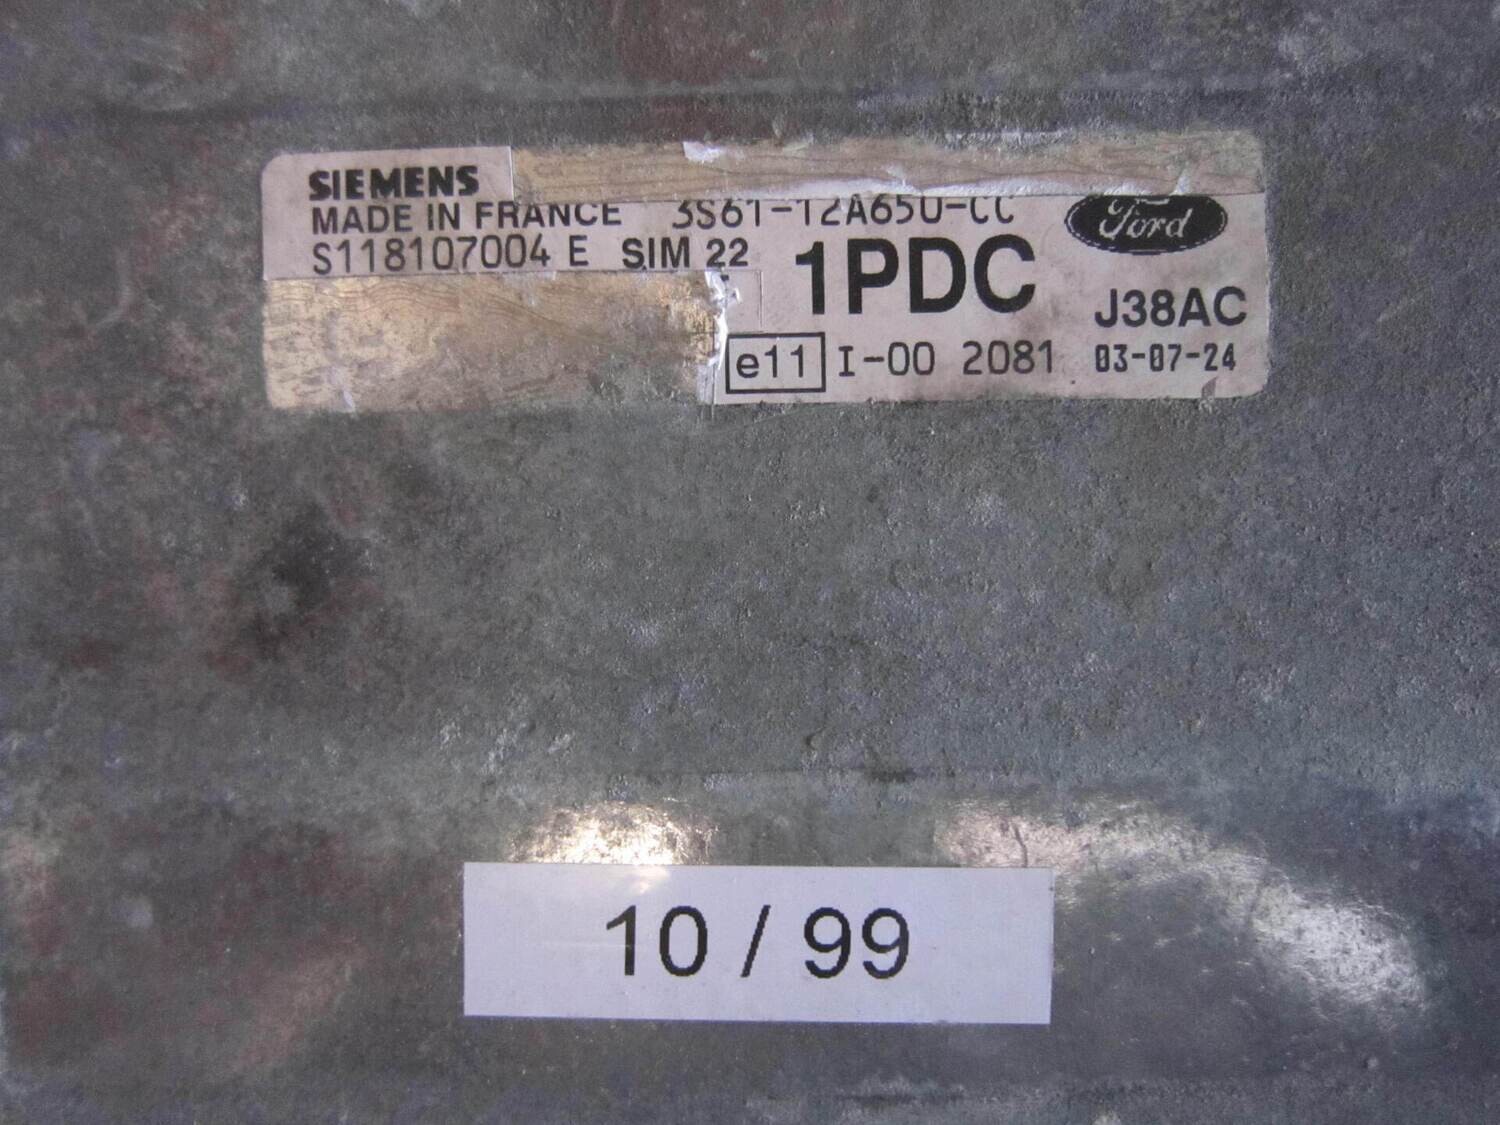 SIEMENS
MADE IN FRANCE 3S61-12A650-CC
Ford
S118107004 E SIM 22
1PDC
J38AC
e11 I-00 2081 03-07-24
10 / 99